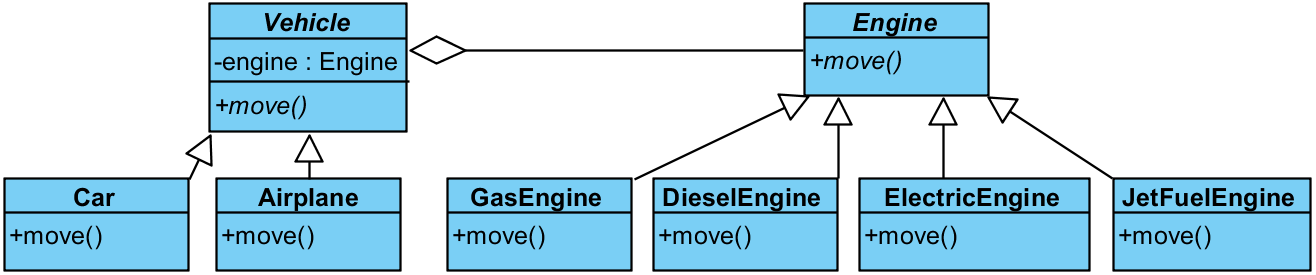 Vehicle
-engine : Engine
+move()
Engine
+move()
Car
+move()
Airplane
+move()
GasEngine
+move()
DieselEngine
+move()
ElectricEngine
+move()
JetFuelEngine
+move()